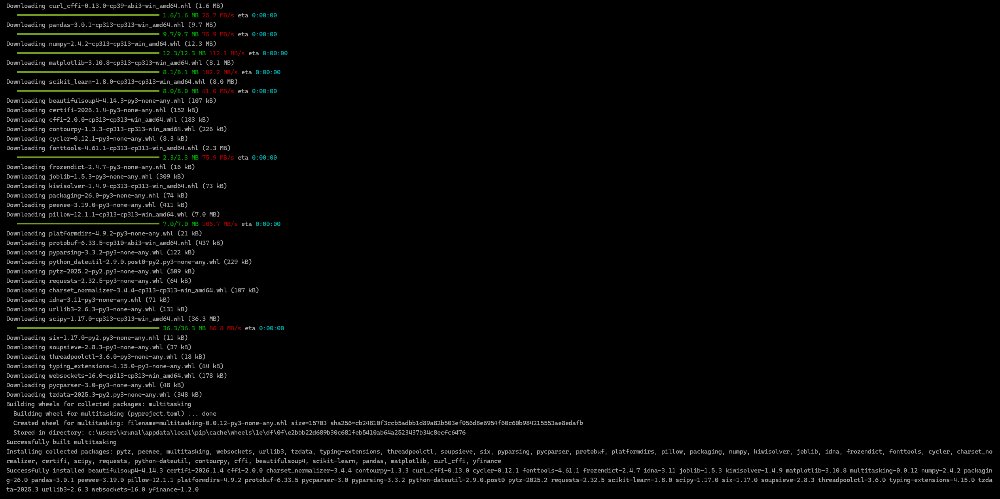 Downloading curl_cffi-0.13.0-cp39-abi3-win_amd64.whl (1.6 MB)
1.6/1.6 MB 25.7 MB/s eta 0:00:00
Downloading pandas-3.0.1-cp313-cp313-win_amd64.whl (9.7 MB)
9.7/9.7 MB 75.9 MB/s eta 0:00:00
Downloading numpy-2.4.2-cp313-cp313-win_amd64.whl (12.3 MB)
12.3/12.3 MB 112.1 MB/s eta 0:00:00
Downloading matplotlib-3.10.8-cp313-cp313-win_amd64.whl (8.1 MB)
8.1/8.1 MB 102.2 MB/s eta 0:00:00
Downloading scikit_learn-1.8.0-cp313-cp313-win_amd64.whl (8.0 MB)
8.0/8.0 MB 41.0 MB/s eta 0:00:00
Downloading beautifulsoup4-4.14.3-py3-none-any.whl (107 kB)
Downloading certifi-2026.1.4-py3-none-any.whl (152 kB)
Downloading cffi-2.0.0-cp313-cp313-win_amd64.whl (183 kB)
Downloading contourpy-1.3.3-cp313-cp313-win_amd64.whl (226 kB)
Downloading cycler-0.12.1-py3-none-any.whl (8.3 kB)
Downloading fonttools-4.61.1-cp313-cp313-win_amd64.whl (2.3 MB)
2.3/2.3 MB 75.9 MB/s eta 0:00:00
Downloading frozendict-2.4.7-py3-none-any.whl (16 kB)
Downloading joblib-1.5.3-py3-none-any.whl (309 kB)
Downloading kiwisolver-1.4.9-cp313-cp313-win_amd64.whl (73 kB)
Downloading packaging-26.0-py3-none-any.whl (74 kB)
Downloading peewee-3.19.0-py3-none-any.whl (411 kB)
Downloading pillow-12.1.1-cp313-cp313-win_amd64.whl (7.0 MB)
7.0/7.0 MB 106.7 MB/s eta 0:00:00
Downloading platformdirs-4.9.2-py3-none-any.whl (21 kB)
Downloading protobuf-6.33.5-cp310-abi3-win_amd64.whl (437 kB)
Downloading pyparsing-3.3.2-py3-none-any.whl (122 kB)
Downloading python_dateutil-2.9.0.post0-py2.py3-none-any.whl (229 kB)
Downloading pytz-2025.2-py2.py3-none-any.whl (509 kB)
Downloading requests-2.32.5-py3-none-any.whl (64 kB)
Downloading charset_normalizer-3.4.4-cp313-cp313-win_amd64.whl (107 kB)
Downloading idna-3.11-py3-none-any.whl (71 kB)
Downloading urllib3-2.6.3-py3-none-any.whl (131 kB)
Downloading scipy-1.17.0-cp313-cp313-win_amd64.whl (36.3 MB)
36.3/36.3 MB 86.8 MB/s eta 0:00:00
Downloading six-1.17.0-py2.py3-none-any.whl (11 kB)
Downloading soupsieve-2.8.3-py3-none-any.whl (37 kB)
Downloading threadpoolctl-3.6.0-py3-none-any.whl (18 kB)
Downloading typing_extensions-4.15.0-py3-none-any.whl (44 kB)
Downloading websockets-16.0-cp313-cp313-win_amd64.whl (178 kB)
Downloading pycparser-3.0-py3-none-any.whl (48 kB)
Downloading tzdata-2025.3-py2.py3-none-any.whl (348 kB)
Building wheels for collected packages: multitasking
Building wheel for multitasking (pyproject.toml) ... done
Created wheel for multitasking: filename=multitasking-0.0.12-py3-none-any.whl size=15703 sha256=cb24810f3ccb5adbb1d89a82b503ef056d8e6954f60c60b984215553ae8edafb
Stored in directory: c:\users\krunal\appdata\local\pip\cache\wheels\1e\df\0f\e2bbb22d689b30c681feb5410ab64a2523437b34c8ecfc6476
Successfully built multitasking
Installing collected packages: pytz, peewee, multitasking, websockets, urllib3, tzdata, typing-extensions, threadpoolctl, soupsieve, six, pyparsing, pycparser, protobuf, platformdirs, pillow, packaging, numpy, kiwisolver, joblib, idna, frozendict, fonttools, cycler, charset_no
rmalizer, certifi, scipy, requests, python-dateutil, contourpy, cffi, beautifulsoup4, scikit-learn, pandas, matplotlib, curl_cffi, yfinance
Successfully installed beautifulsoup4-4.14.3 certifi-2026.1.4 cffi-2.0.0 charset_normalizer-3.4.4 contourpy-1.3.3 curl_cffi-0.13.0 cycler-0.12.1 fonttools-4.61.1 frozendict-2.4.7 idna-3.11 joblib-1.5.3 kiwisolver-1.4.9 matplotlib-3.10.8 multitasking-0.0.12 numpy-2.4.2 packagin
g-26.0 pandas-3.0.1 peewee-3.19.0 pillow-12.1.1 platformdirs-4.9.2 protobuf-6.33.5 pycparser-3.0 pyparsing-3.3.2 python-dateutil-2.9.0.post0 pytz-2025.2 requests-2.32.5 scikit-learn-1.8.0 scipy-1.17.0 six-1.17.0 soupsieve-2.8.3 threadpoolctl-3.6.0 typing-extensions-4.15.0 tzda
ta-2025.3 urllib3-2.6.3 websockets-16.0 yfinance-1.2.0